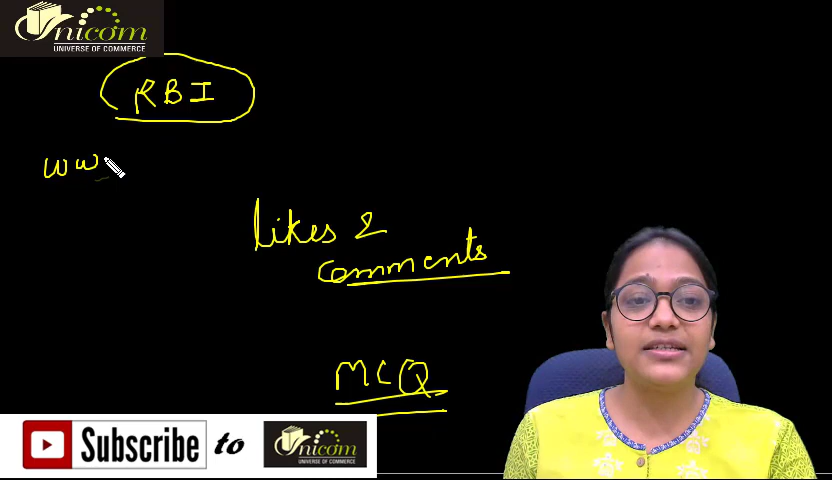 Unicom
UNIVERSE OF COMMERCE
RBI
ww
likes &
comments
MCQ
Subscribe to Unicom
UNIVERSE OF COMMERCE